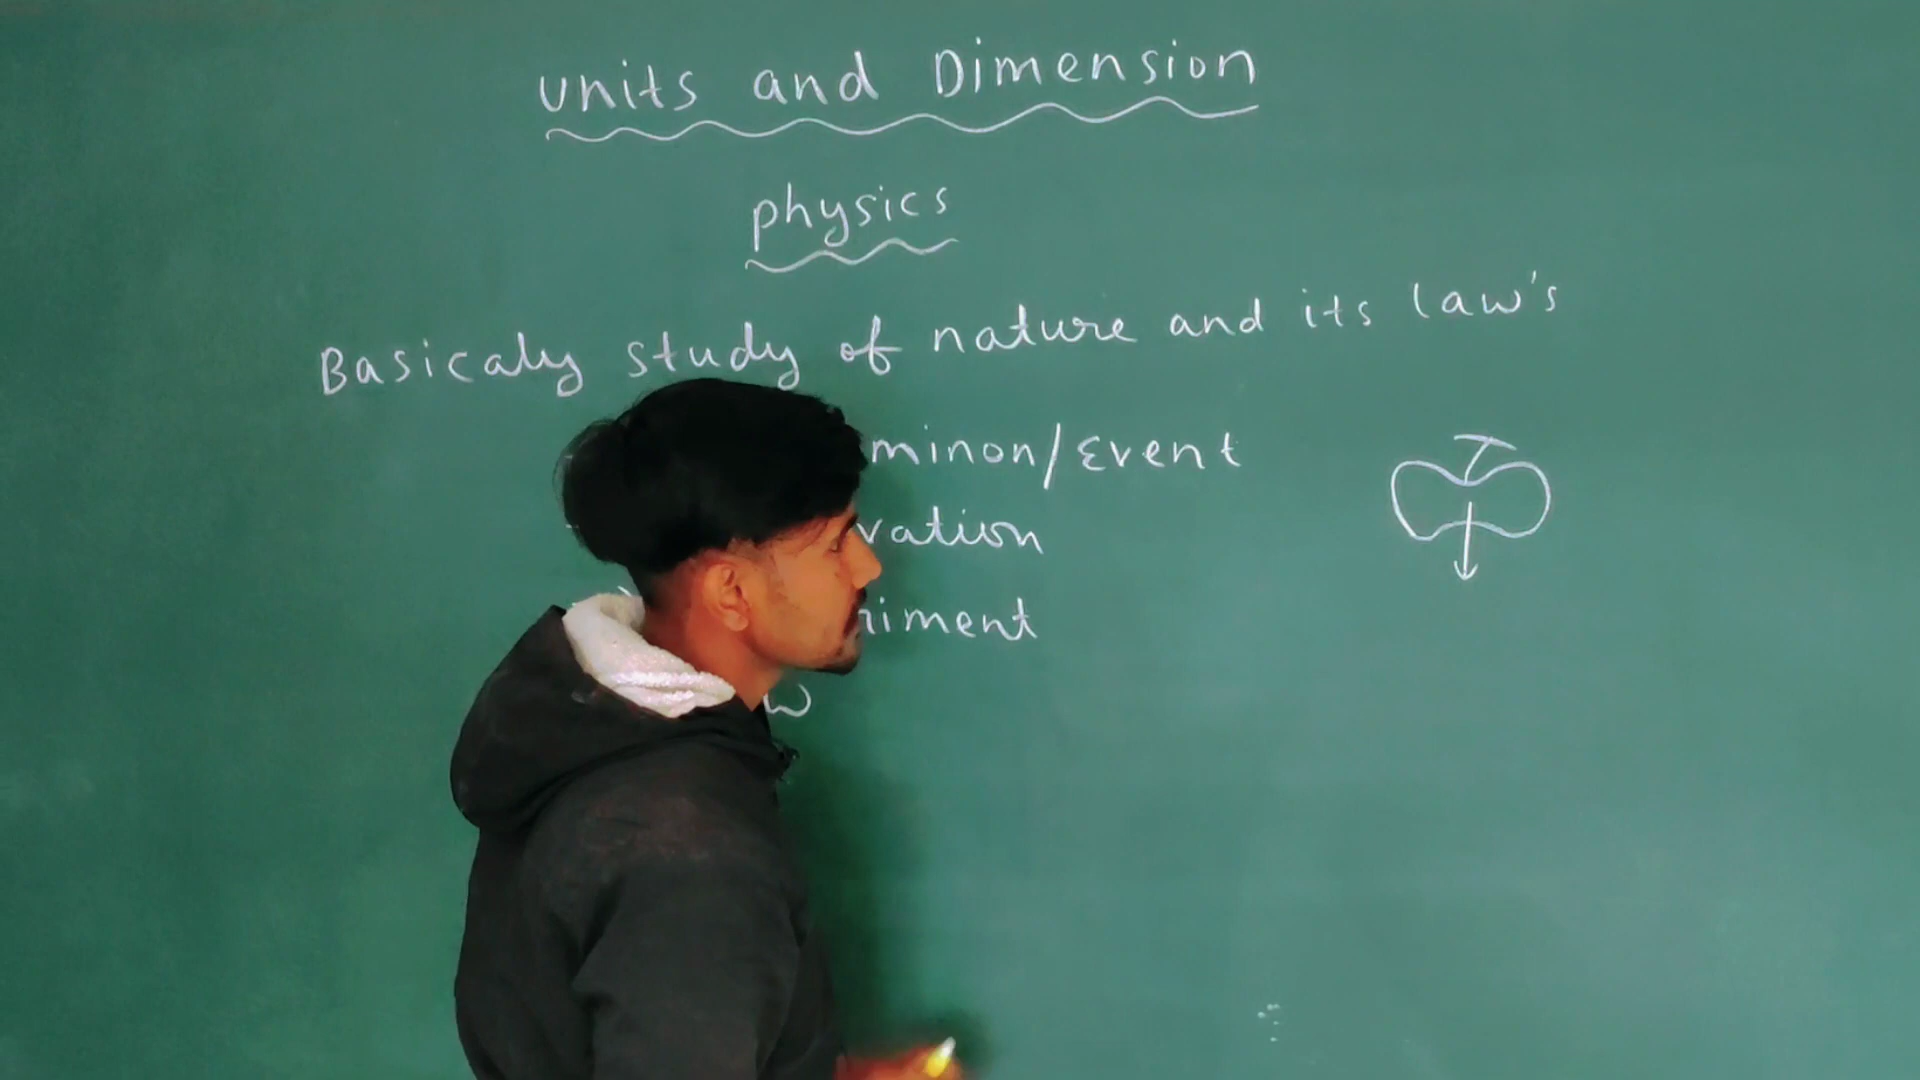 Units and Dimension
physics
Basicaly study of nature and its law's
minon/Event
vation
riment
w